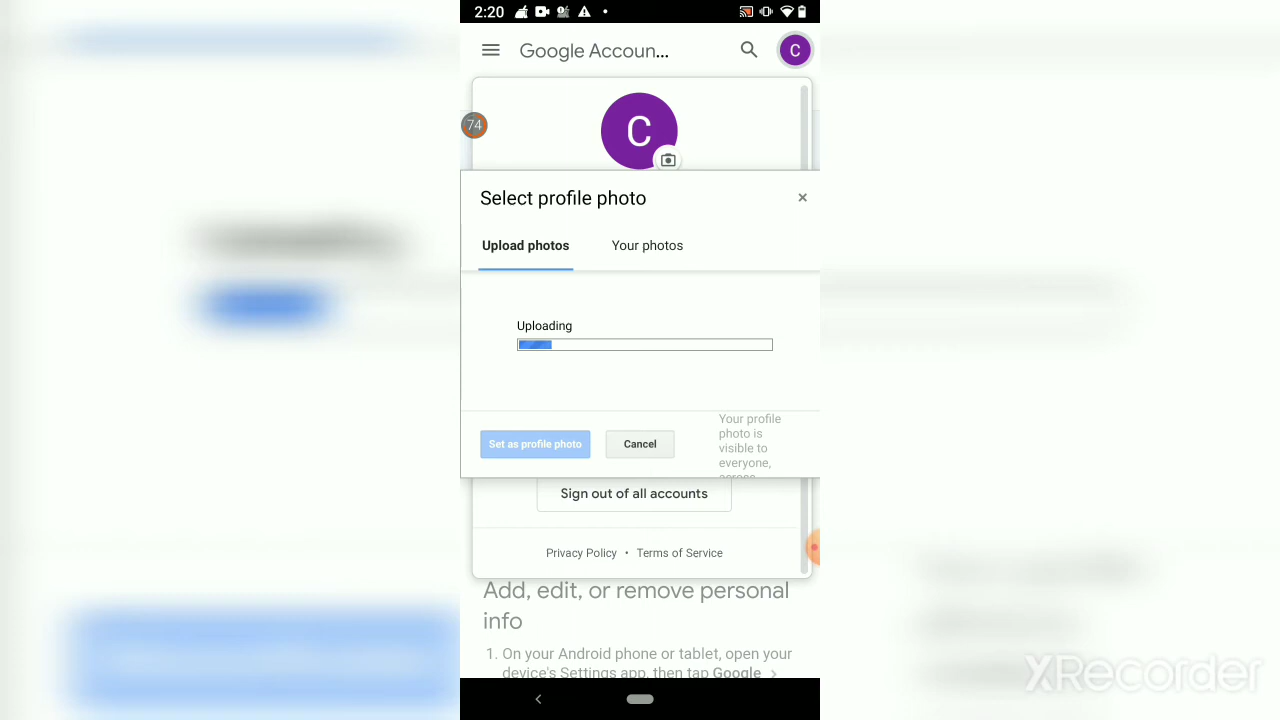 2:20
Google Accoun...
C
74
C
Select profile photo
×
Upload photos
Your photos
Uploading
Set as profile photo
Cancel
Your profile
photo is
visible to
everyone,
across
Sign out of all accounts
Privacy Policy • Terms of Service
Add, edit, or remove personal
info
1. On your Android phone or tablet, open your
device's Settings app, then tap Google >
XRecorder